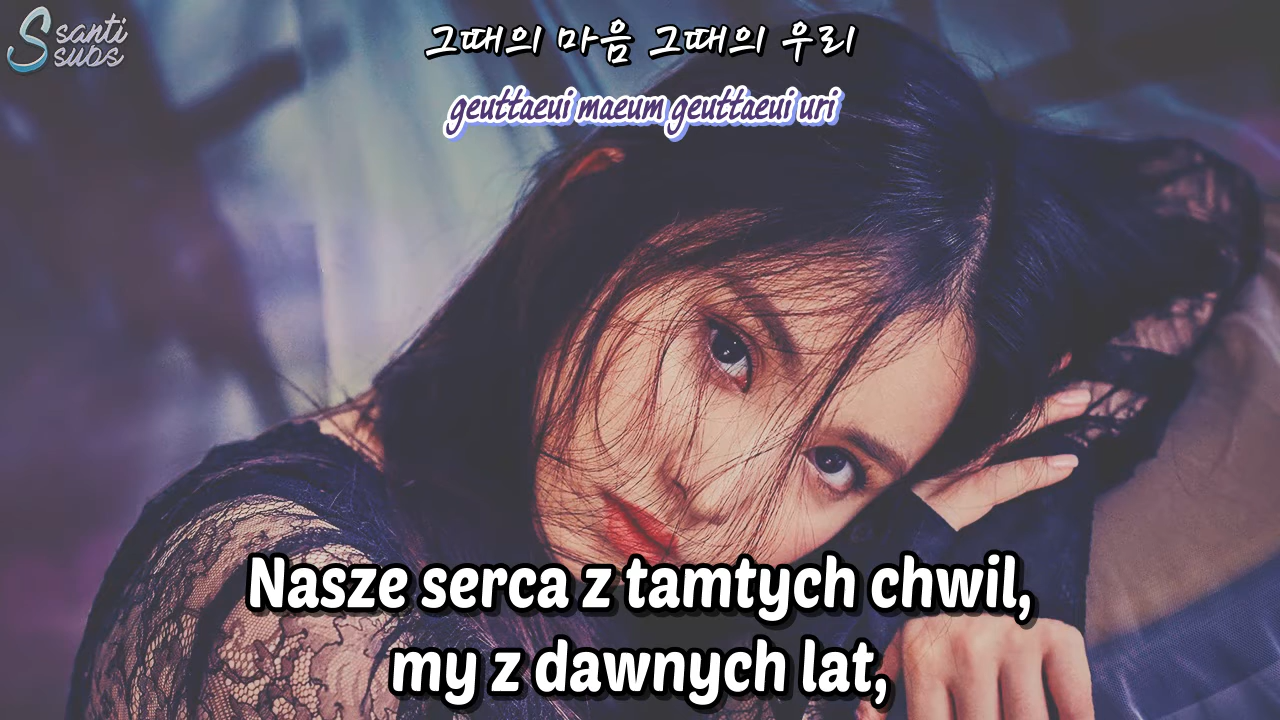 Ssanti
subs
그때의 마음 그때의 우리
geuttaeui maeum geuttaeui uri
Nasze serca z tamtych chwil,
my z dawnych lat,